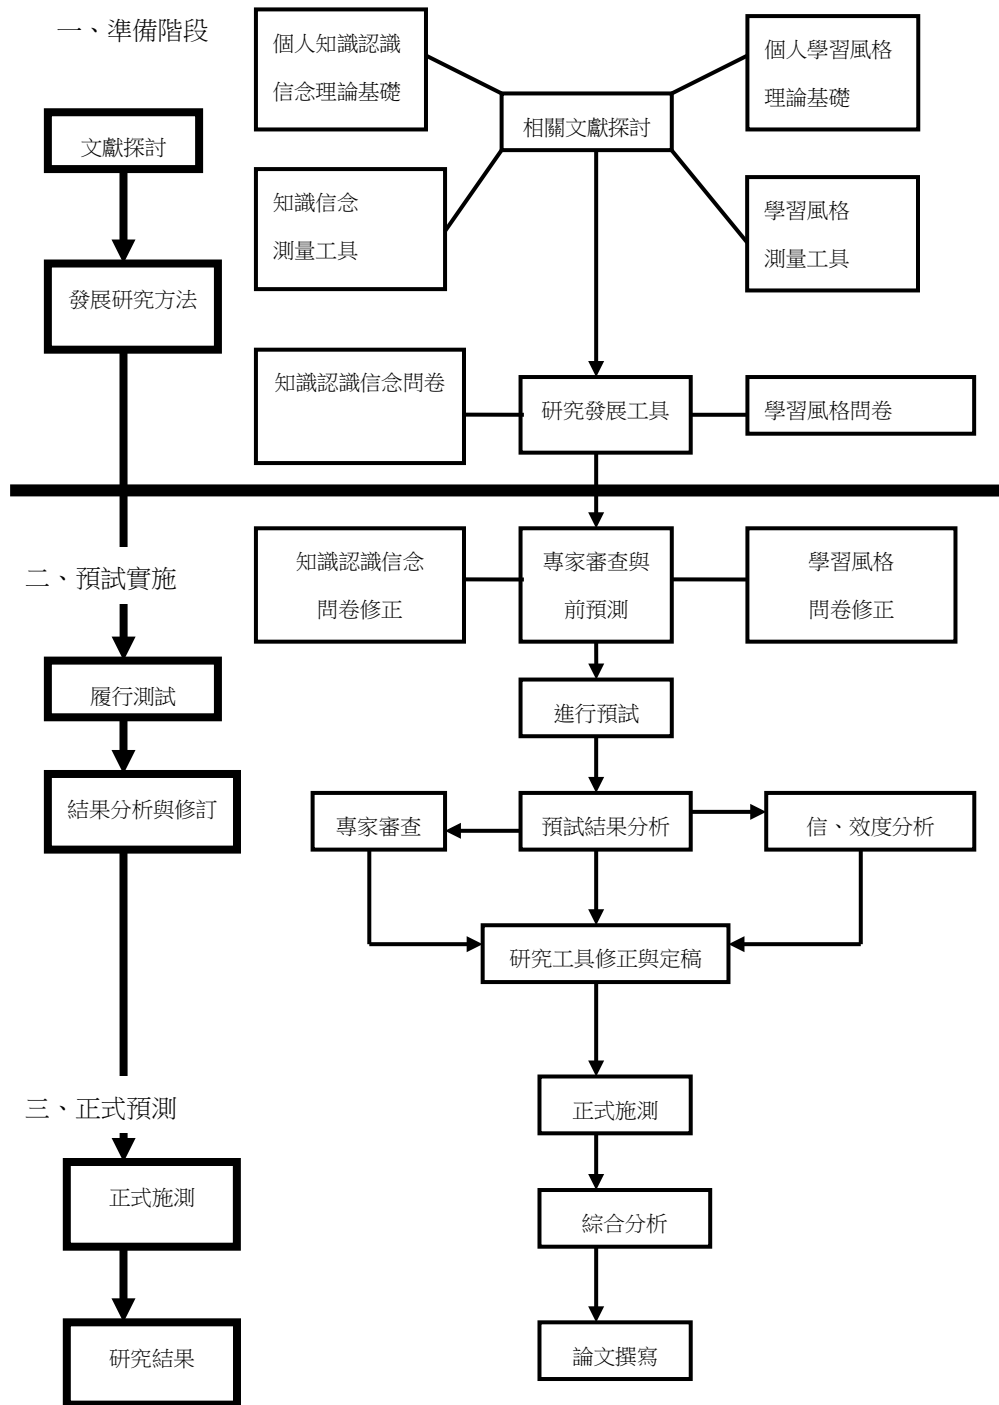 一、準備階段
個人知識認識
信念理論基礎
個人學習風格
理論基礎
相關文獻探討
文獻探討
知識信念
測量工具
學習風格
測量工具
發展研究方法
知識認識信念問卷
研究發展工具
學習風格問卷
二、預試實施
知識認識信念
問卷修正
專家審查與
前預測
學習風格
問卷修正
履行測試
進行預試
結果分析與修訂
專家審查
預試結果分析
信、效度分析
研究工具修正與定稿
三、正式預測
正式施測
正式施測
綜合分析
研究結果
論文撰寫